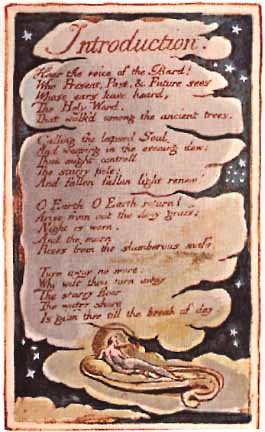 Introduction.
Hear the voice of the Bard!
Who Present, Past, & Future sees
Whose ears have heard,
The Holy Word,
That walk'd among the ancient trees.
Calling the lapsed Soul
And weeping in the evening dew:
That might controll
The starry pole;
And fallen fallen light renew!
O Earth O Earth return!
Arise from out the dewy grass;
Night is worn,
And the morn
Rises from the slumberous mass.
Turn away no more:
Why wilt thou turn away
The starry floor
The watry shore
Is giv'n thee till the break of day